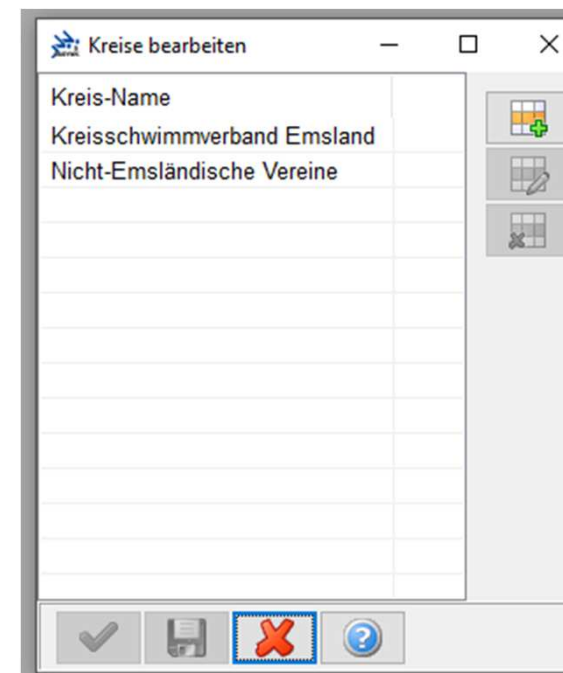 Kreise bearbeiten
Kreis-Name
Kreisschwimmverband Emsland
Nicht-Emsländische Vereine
?